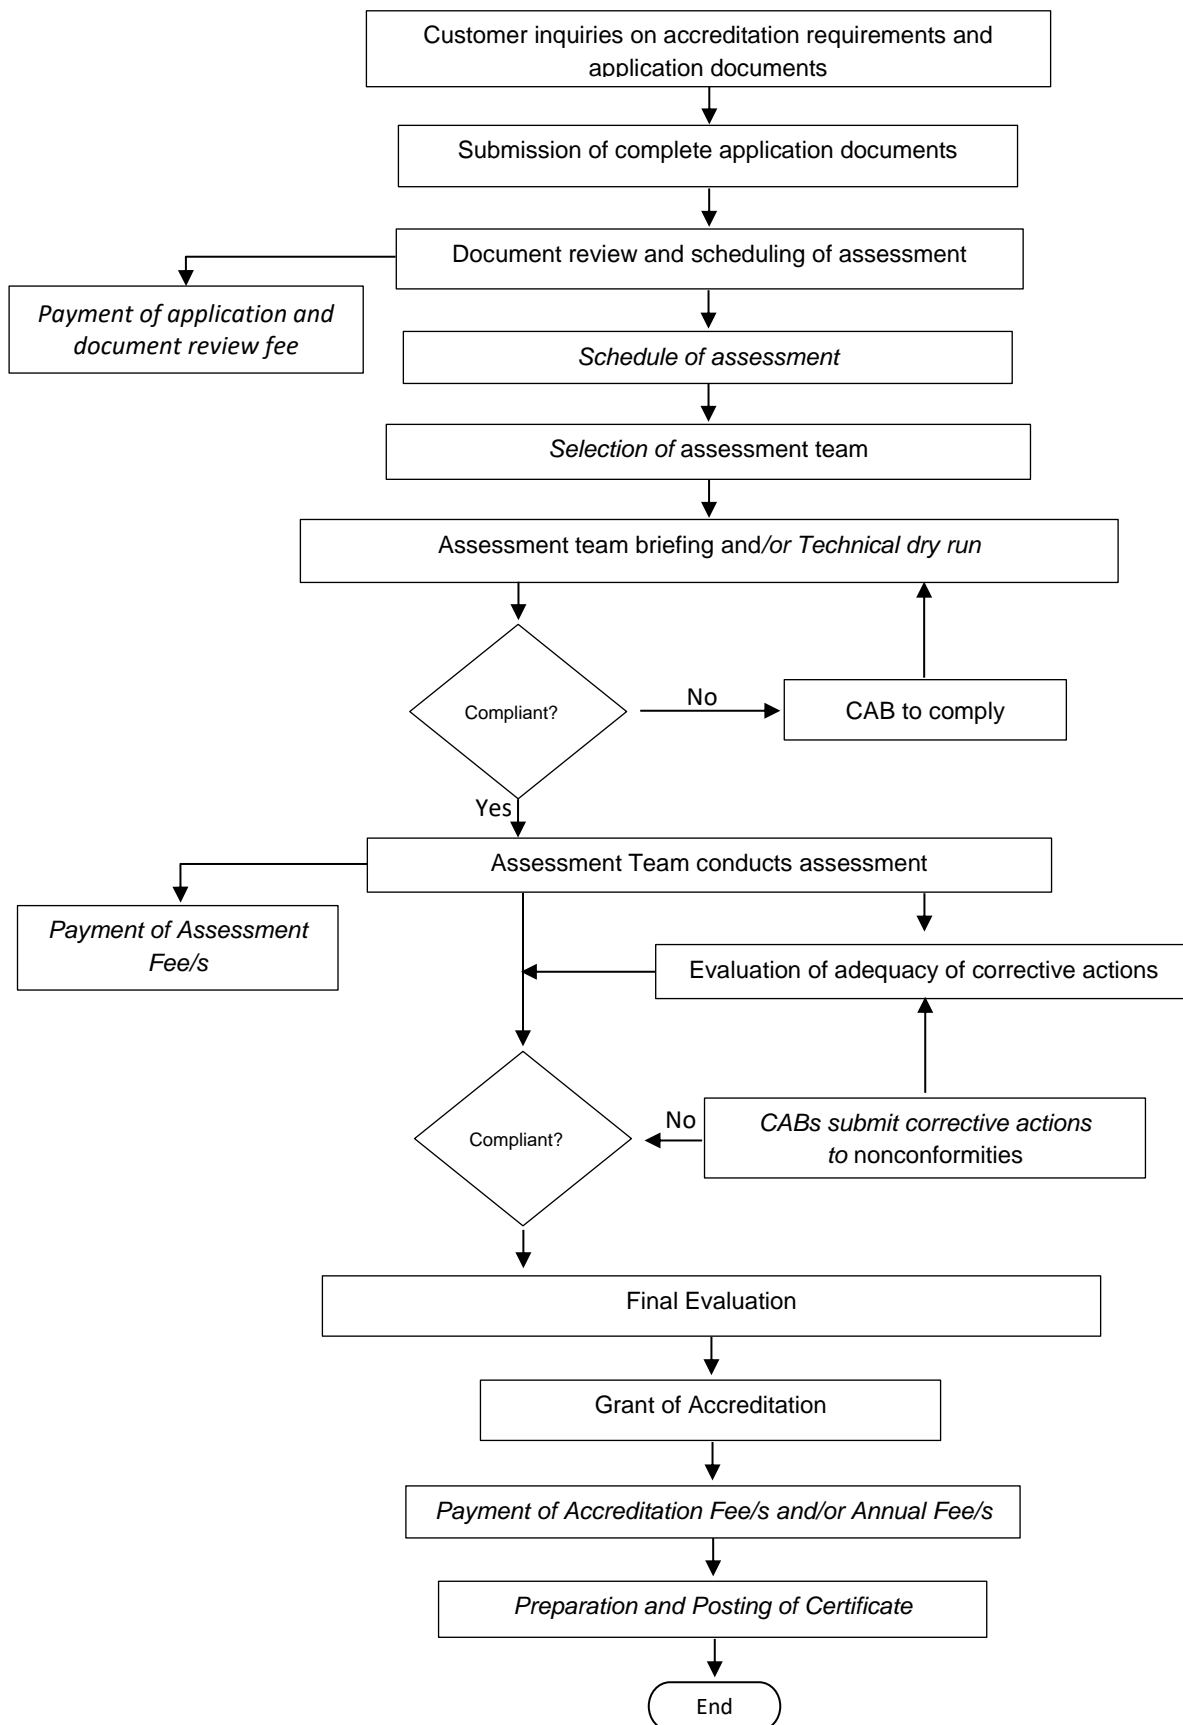 Customer inquiries on accreditation requirements and
application documents
Submission of complete application documents
Document review and scheduling of assessment
Payment of application and
document review fee
Schedule of assessment
Selection of assessment team
Assessment team briefing and/or Technical dry run
Compliant?
No
CAB to comply
Yes
Assessment Team conducts assessment
Payment of Assessment
Fee/s
Evaluation of adequacy of corrective actions
Compliant?
No
CABs submit corrective actions
to nonconformities
Final Evaluation
Grant of Accreditation
Payment of Accreditation Fee/s and/or Annual Fee/s
Preparation and Posting of Certificate
End